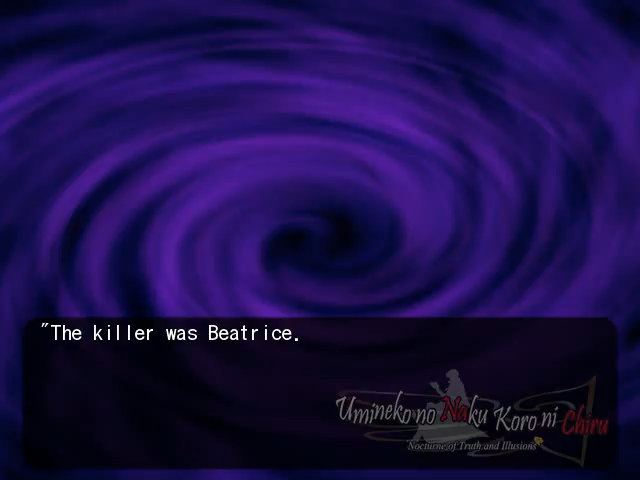 "The killer was Beatrice.
Umineko no Naku Koro ni Chiru
Nocturne of Truth and Illusions